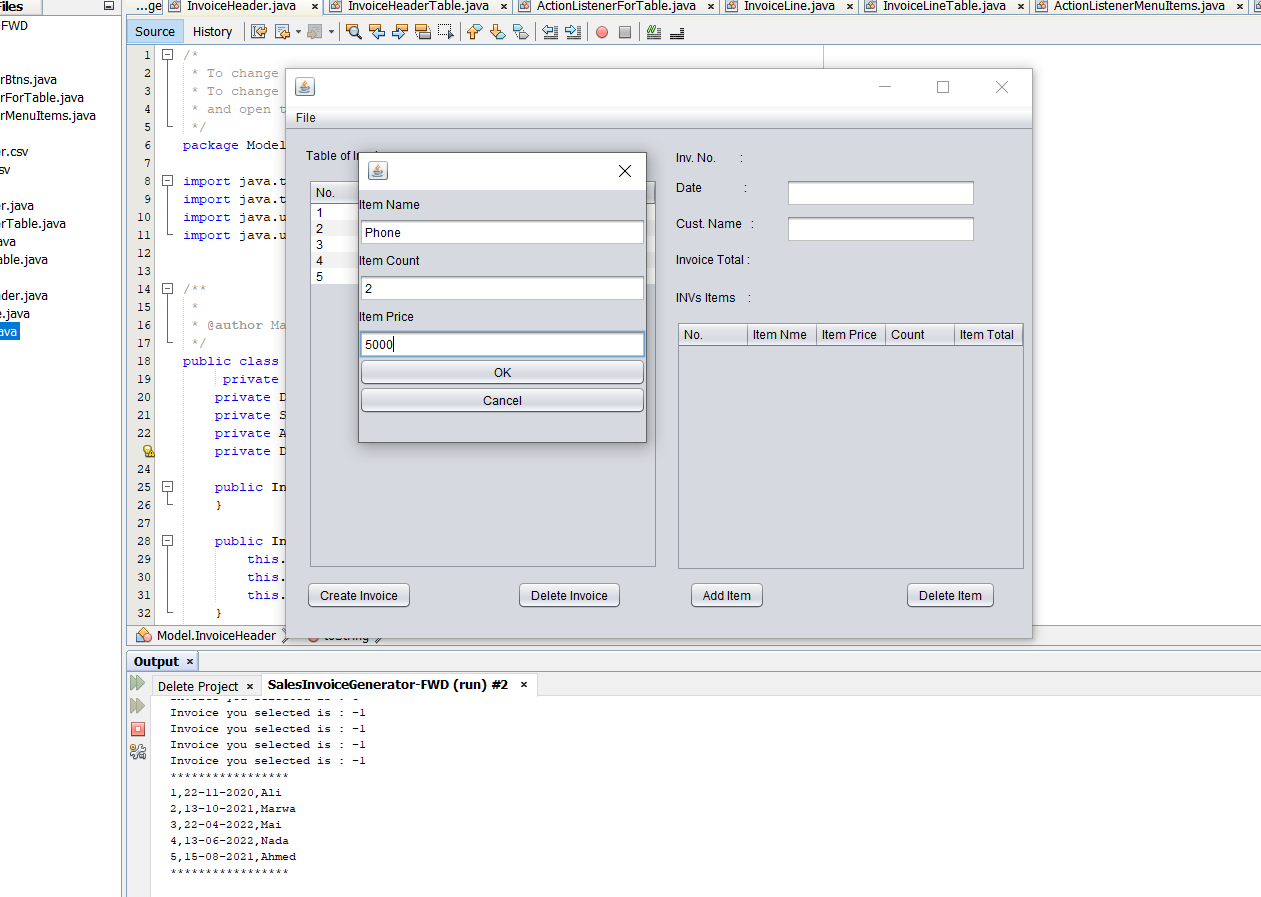 Files
...ge InvoiceHeader.java × InvoiceHeaderTable.java × ActionListenerForTable.java × InvoiceLine.java × InvoiceLineTable.java × ActionListenerMenuItems.java ×
-FWD
Source History
rBtns.java
rForTable.java
rMenuItems.java
er.csv
sv
er.java
erTable.java
ava
able.java
der.java
e.java
ava
1 /*
2 * To change
3 * To change
4 * and open t
5 */
6 package Model
7
8 import java.t
9 import java.t
10 import java.u
11 import java.u
12
13
14 /**
15 *
16 * @author Ma
17 */
18 public class
19 private
20 private D
21 private S
22 private A
private D
24
25 public In
26 }
27
28 public In
29 this.
30 this.
31 this.
32 }
File
Table of Inv
No.
1
2
3
4
5
Item Name
Phone
Item Count
2
Item Price
5000
OK
Cancel
Inv. No. :
Date :
Cust. Name :
Invoice Total :
INVs Items :
No. Item Nme Item Price Count Item Total
Create Invoice Delete Invoice Add Item Delete Item
Model.InvoiceHeader toString
Output ×
Delete Project × SalesInvoiceGenerator-FWD (run) #2 ×
Invoice you selected is : -1
Invoice you selected is : -1
Invoice you selected is : -1
Invoice you selected is : -1
*****************
1,22-11-2020,Ali
2,13-10-2021,Marwa
3,22-04-2022,Mai
4,13-06-2022,Nada
5,15-08-2021,Ahmed
*****************